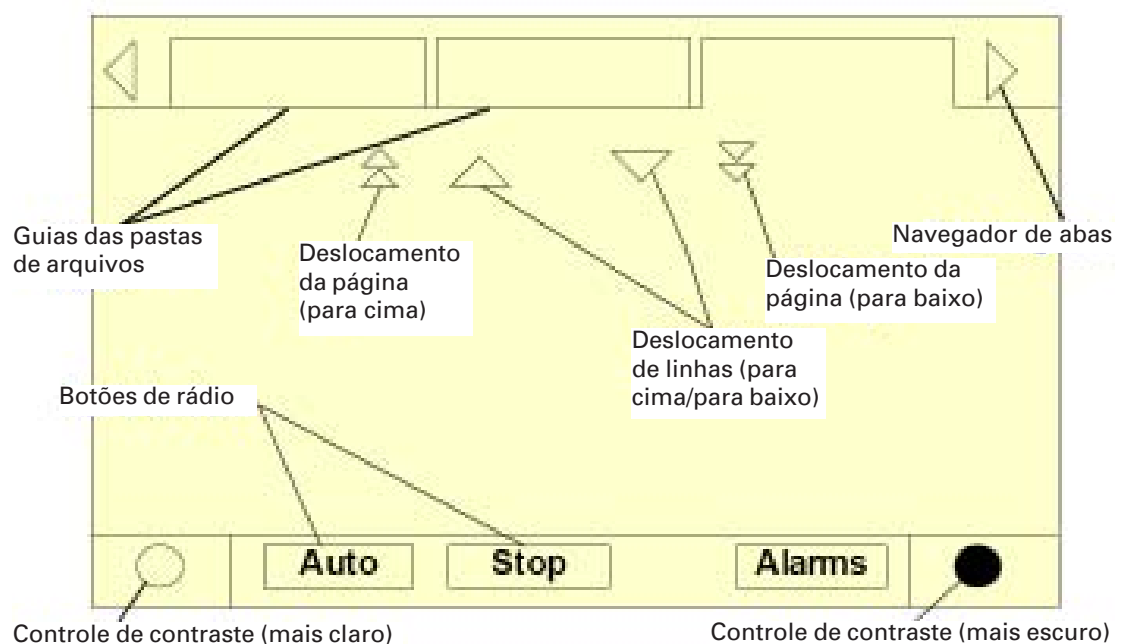 Guias das pastas
de arquivos
Deslocamento
da página
(para cima)
Navegador de abas
Deslocamento da
página (para baixo)
Deslocamento
de linhas (para
cima/para baixo)
Botões de rádio
Auto
Stop
Alarms
Controle de contraste (mais claro)
Controle de contraste (mais escuro)